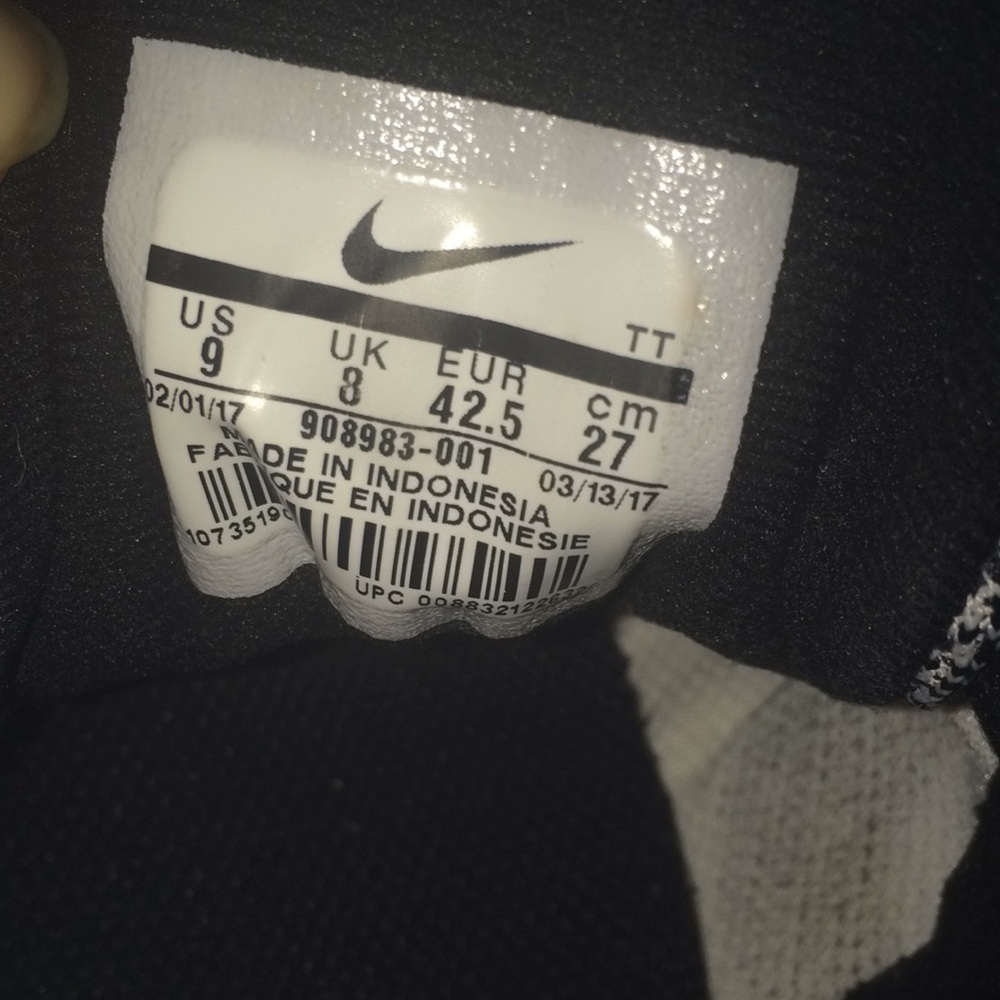 TT
US UK EUR cm
9 8 42.5 27
02/01/17 908983-001 03/13/17
MADE IN INDONESIA
EN INDONESIE
UPC